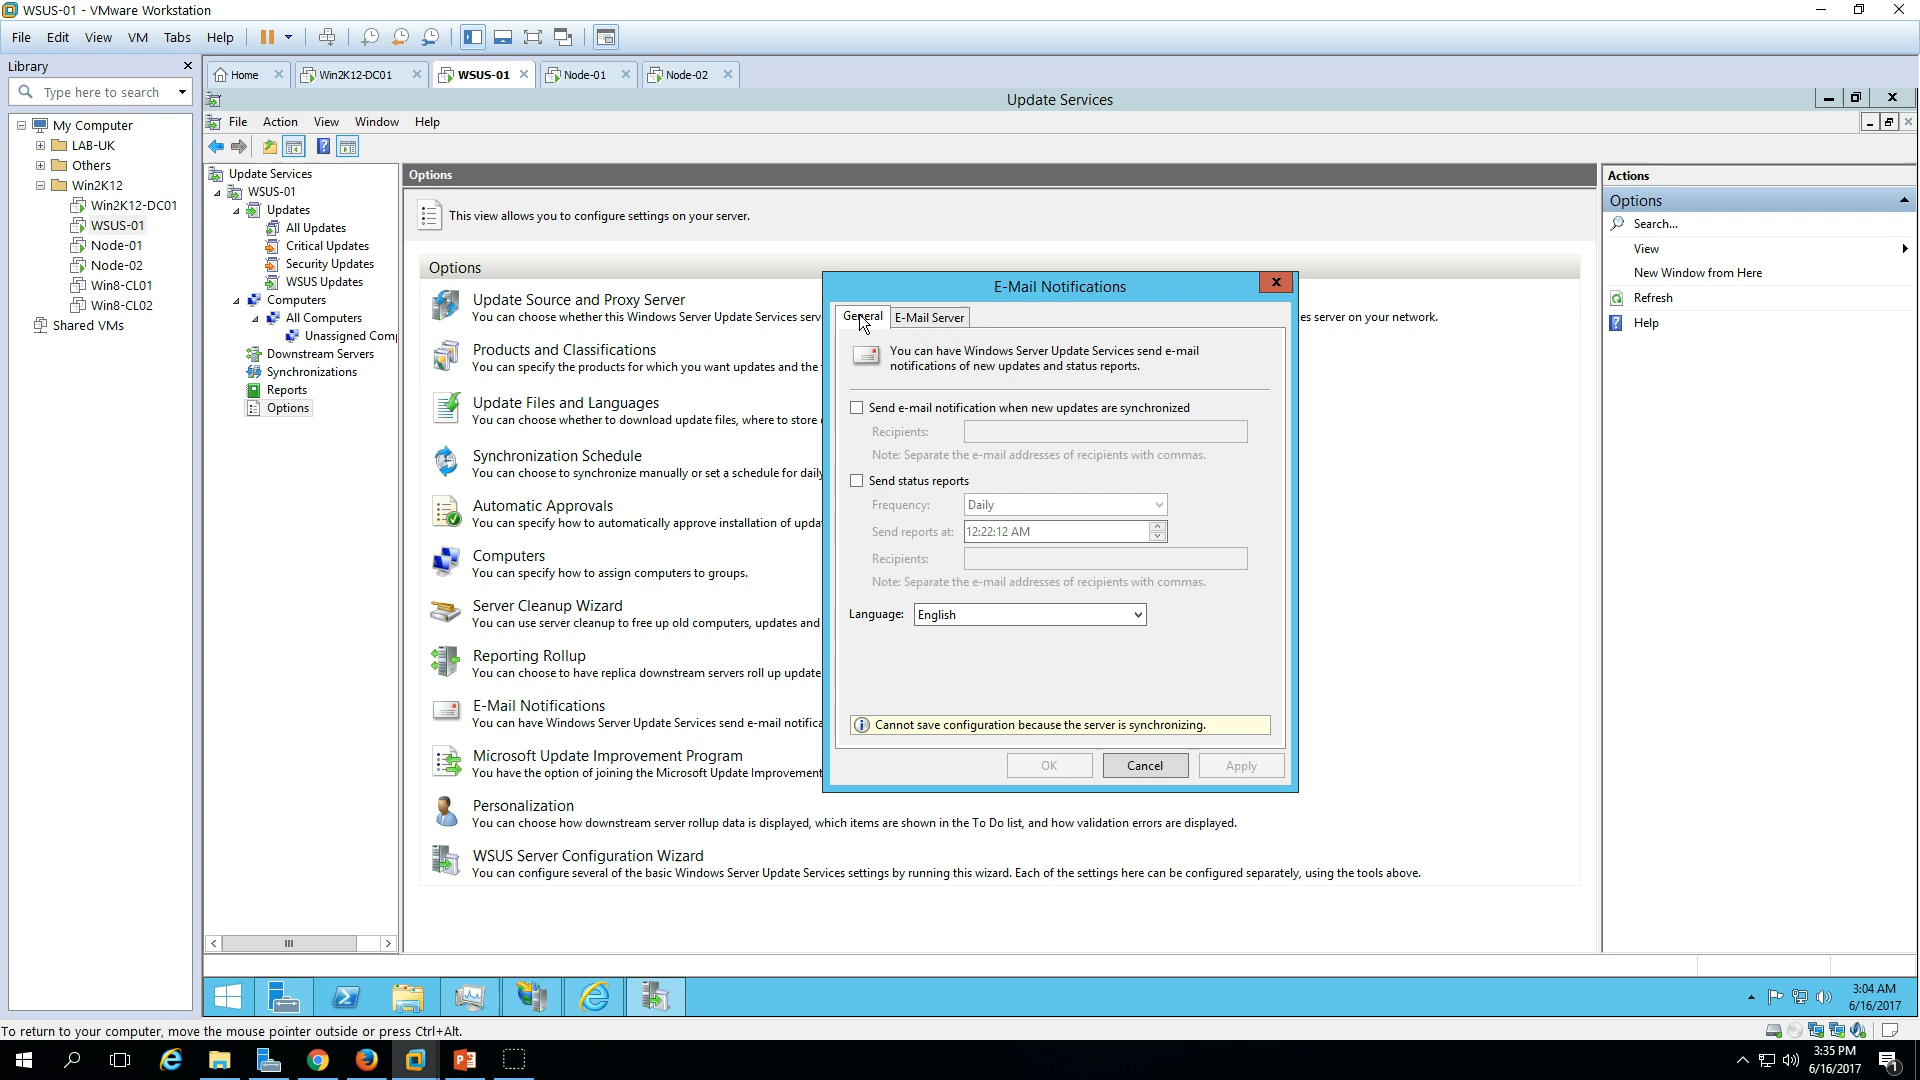 WSUS-01 - VMware Workstation
File Edit View VM Tabs Help
Library
Type here to search
My Computer
LAB-UK
Others
Win2K12
Win2K12-DC01
WSUS-01
Node-01
Node-02
Win8-CL01
Win8-CL02
Shared VMs
Home Win2K12-DC01 WSUS-01 Node-01 Node-02
Update Services
File Action View Window Help
Update Services
WSUS-01
Updates
All Updates
Critical Updates
Security Updates
WSUS Updates
Computers
All Computers
Unassigned Com
Downstream Servers
Synchronizations
Reports
Options
Options
This view allows you to configure settings on your server.
Options
Update Source and Proxy Server
You can choose whether this Windows Server Update Services serv
es server on your network.
Products and Classifications
You can specify the products for which you want updates and the
Update Files and Languages
You can choose whether to download update files, where to store
Synchronization Schedule
You can choose to synchronize manually or set a schedule for daily
Automatic Approvals
You can specify how to automatically approve installation of upda
Computers
You can specify how to assign computers to groups.
Server Cleanup Wizard
You can use server cleanup to free up old computers, updates and
Reporting Rollup
You can choose to have replica downstream servers roll up update
E-Mail Notifications
You can have Windows Server Update Services send e-mail notifica
Microsoft Update Improvement Program
You have the option of joining the Microsoft Update Improvement
Personalization
You can choose how downstream server rollup data is displayed, which items are shown in the To Do list, and how validation errors are displayed.
WSUS Server Configuration Wizard
You can configure several of the basic Windows Server Update Services settings by running this wizard. Each of the settings here can be configured separately, using the tools above.
E-Mail Notifications
General E-Mail Server
You can have Windows Server Update Services send e-mail
notifications of new updates and status reports.
Send e-mail notification when new updates are synchronized
Recipients:
Note: Separate the e-mail addresses of recipients with commas.
Send status reports
Frequency: Daily
Send reports at: 12:22:12 AM
Recipients:
Note: Separate the e-mail addresses of recipients with commas.
Language: English
Cannot save configuration because the server is synchronizing.
OK Cancel Apply
Actions
Options
Search...
View
New Window from Here
Refresh
Help
3:04 AM
6/16/2017
To return to your computer, move the mouse pointer outside or press Ctrl+Alt.
3:35 PM
6/16/2017
1